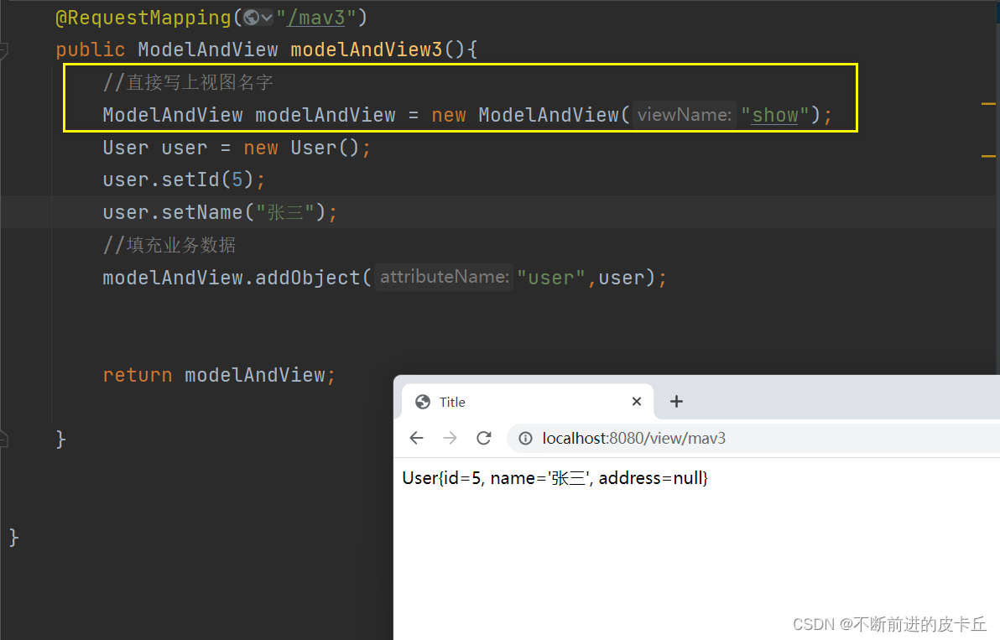 @RequestMapping("/mav3")
public ModelAndView modelAndView3(){
//直接写上视图名字
ModelAndView modelAndView = new ModelAndView( viewName: "show");
User user = new User();
user.setId(5);
user.setName("张三");
//填充业务数据
modelAndView.addObject( attributeName: "user",user);
return modelAndView;
}
}
Title
localhost:8080/view/mav3
User{id=5, name='张三', address=null}
CSDN @不断前进的皮卡丘